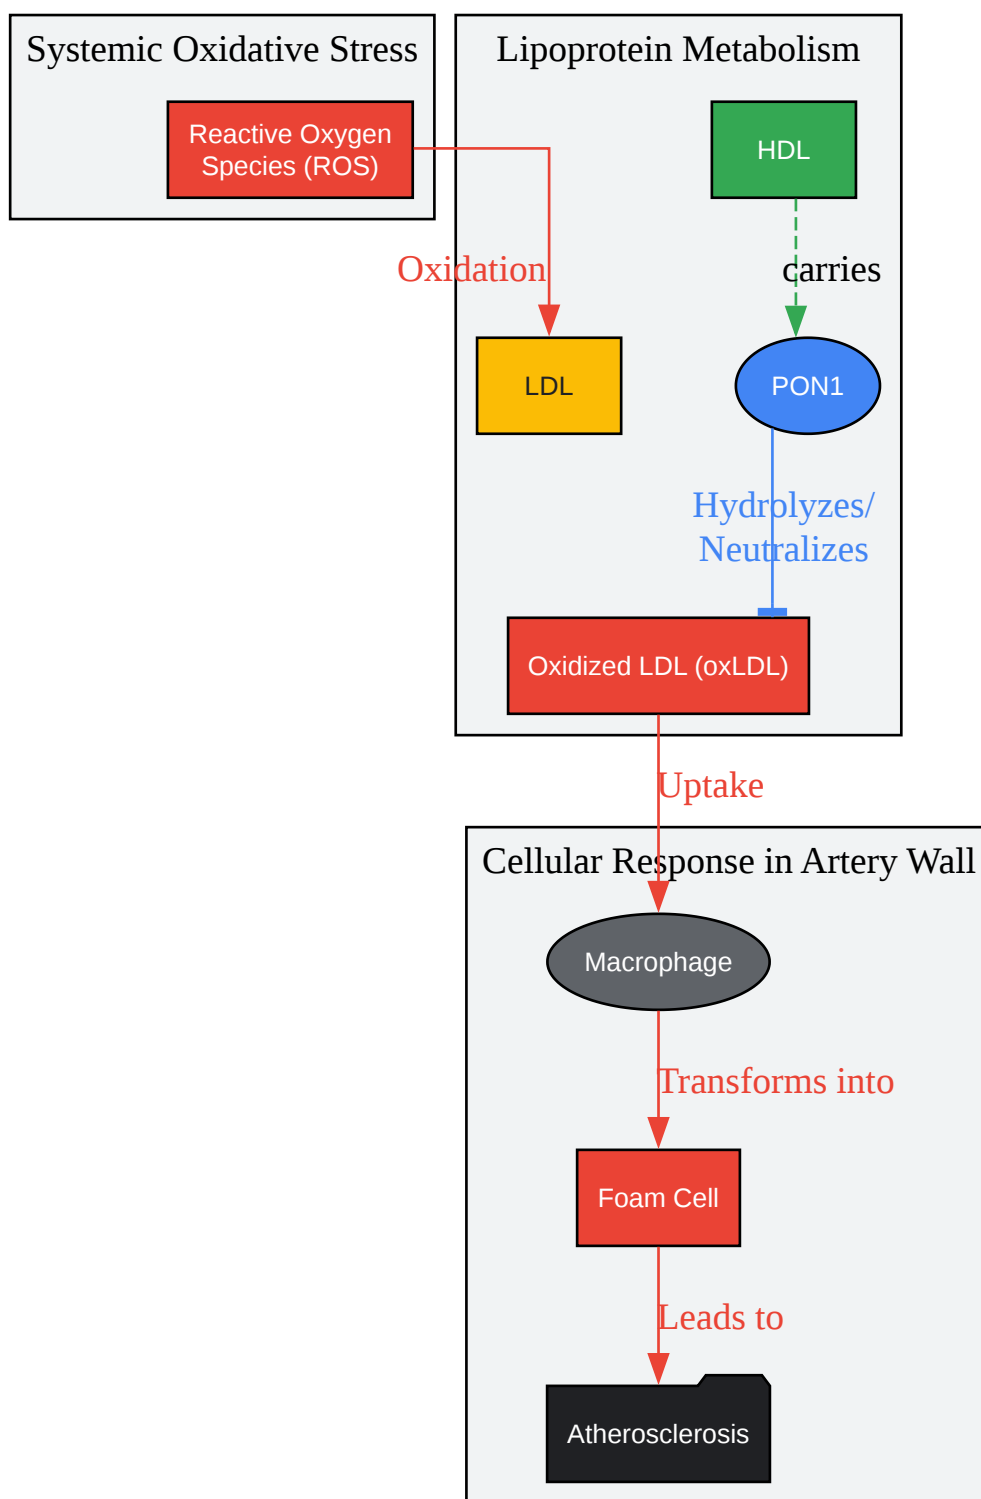 Systemic Oxidative Stress
Lipoprotein Metabolism
Reactive Oxygen
Species (ROS)
HDL
Oxidation
carries
LDL
PON1
Hydrolyzes/
Neutralizes
Oxidized LDL (oxLDL)
Uptake
Cellular Response in Artery Wall
Macrophage
Transforms into
Foam Cell
Leads to
Atherosclerosis